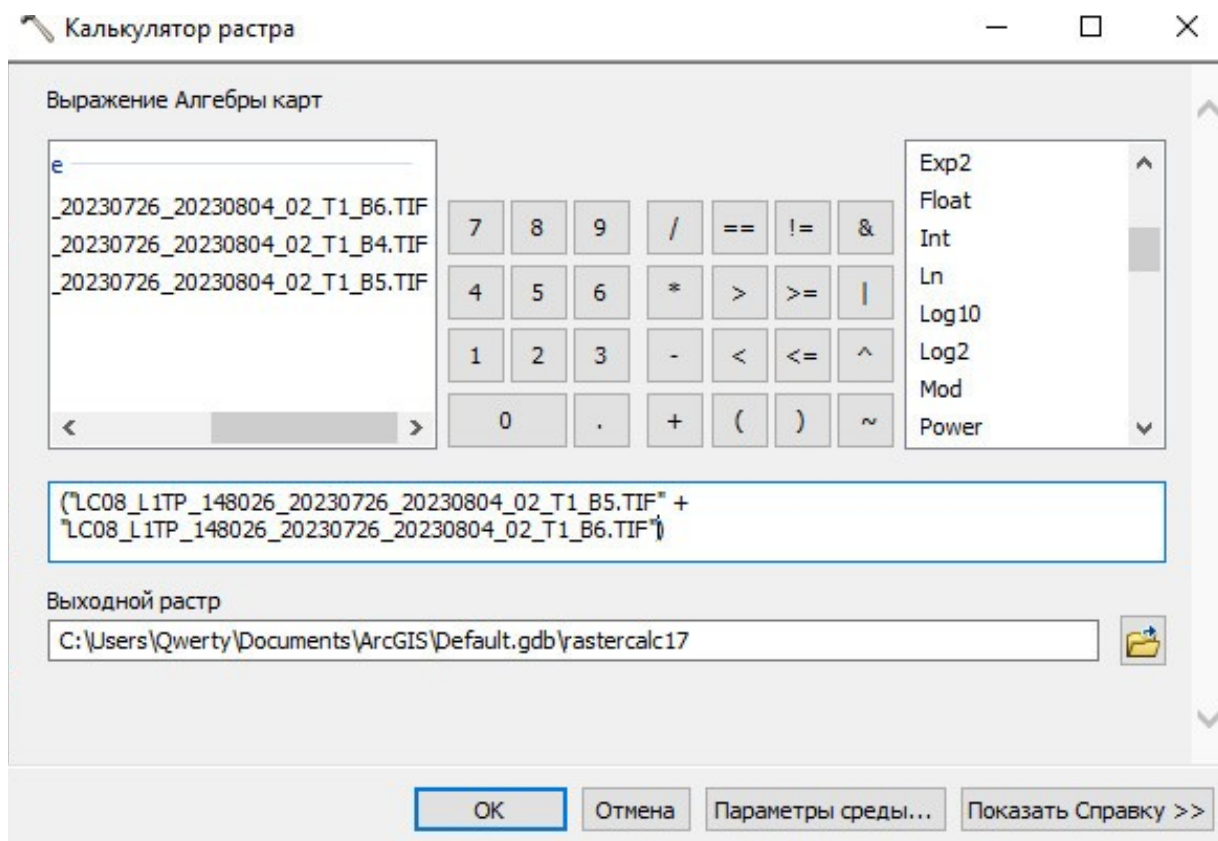 Калькулятор растра
Выражение Алгебры карт
е
_20230726_20230804_02_T1_B6.TIF
_20230726_20230804_02_T1_B4.TIF
_20230726_20230804_02_T1_B5.TIF
7 8 9 / == != &
4 5 6 * > >= |
1 2 3 - < <= ^
0 . + ( ) ~
Exp2
Float
Int
Ln
Log10
Log2
Mod
Power
("LC08_L1TP_148026_20230726_20230804_02_T1_B5.TIF" +
"LC08_L1TP_148026_20230726_20230804_02_T1_B6.TIF")
Выходной растр
C:\Users\Qwerty\Documents\ArcGIS\Default.gdb\rastercalc17
OK Отмена Параметры среды... Показать Справку >>